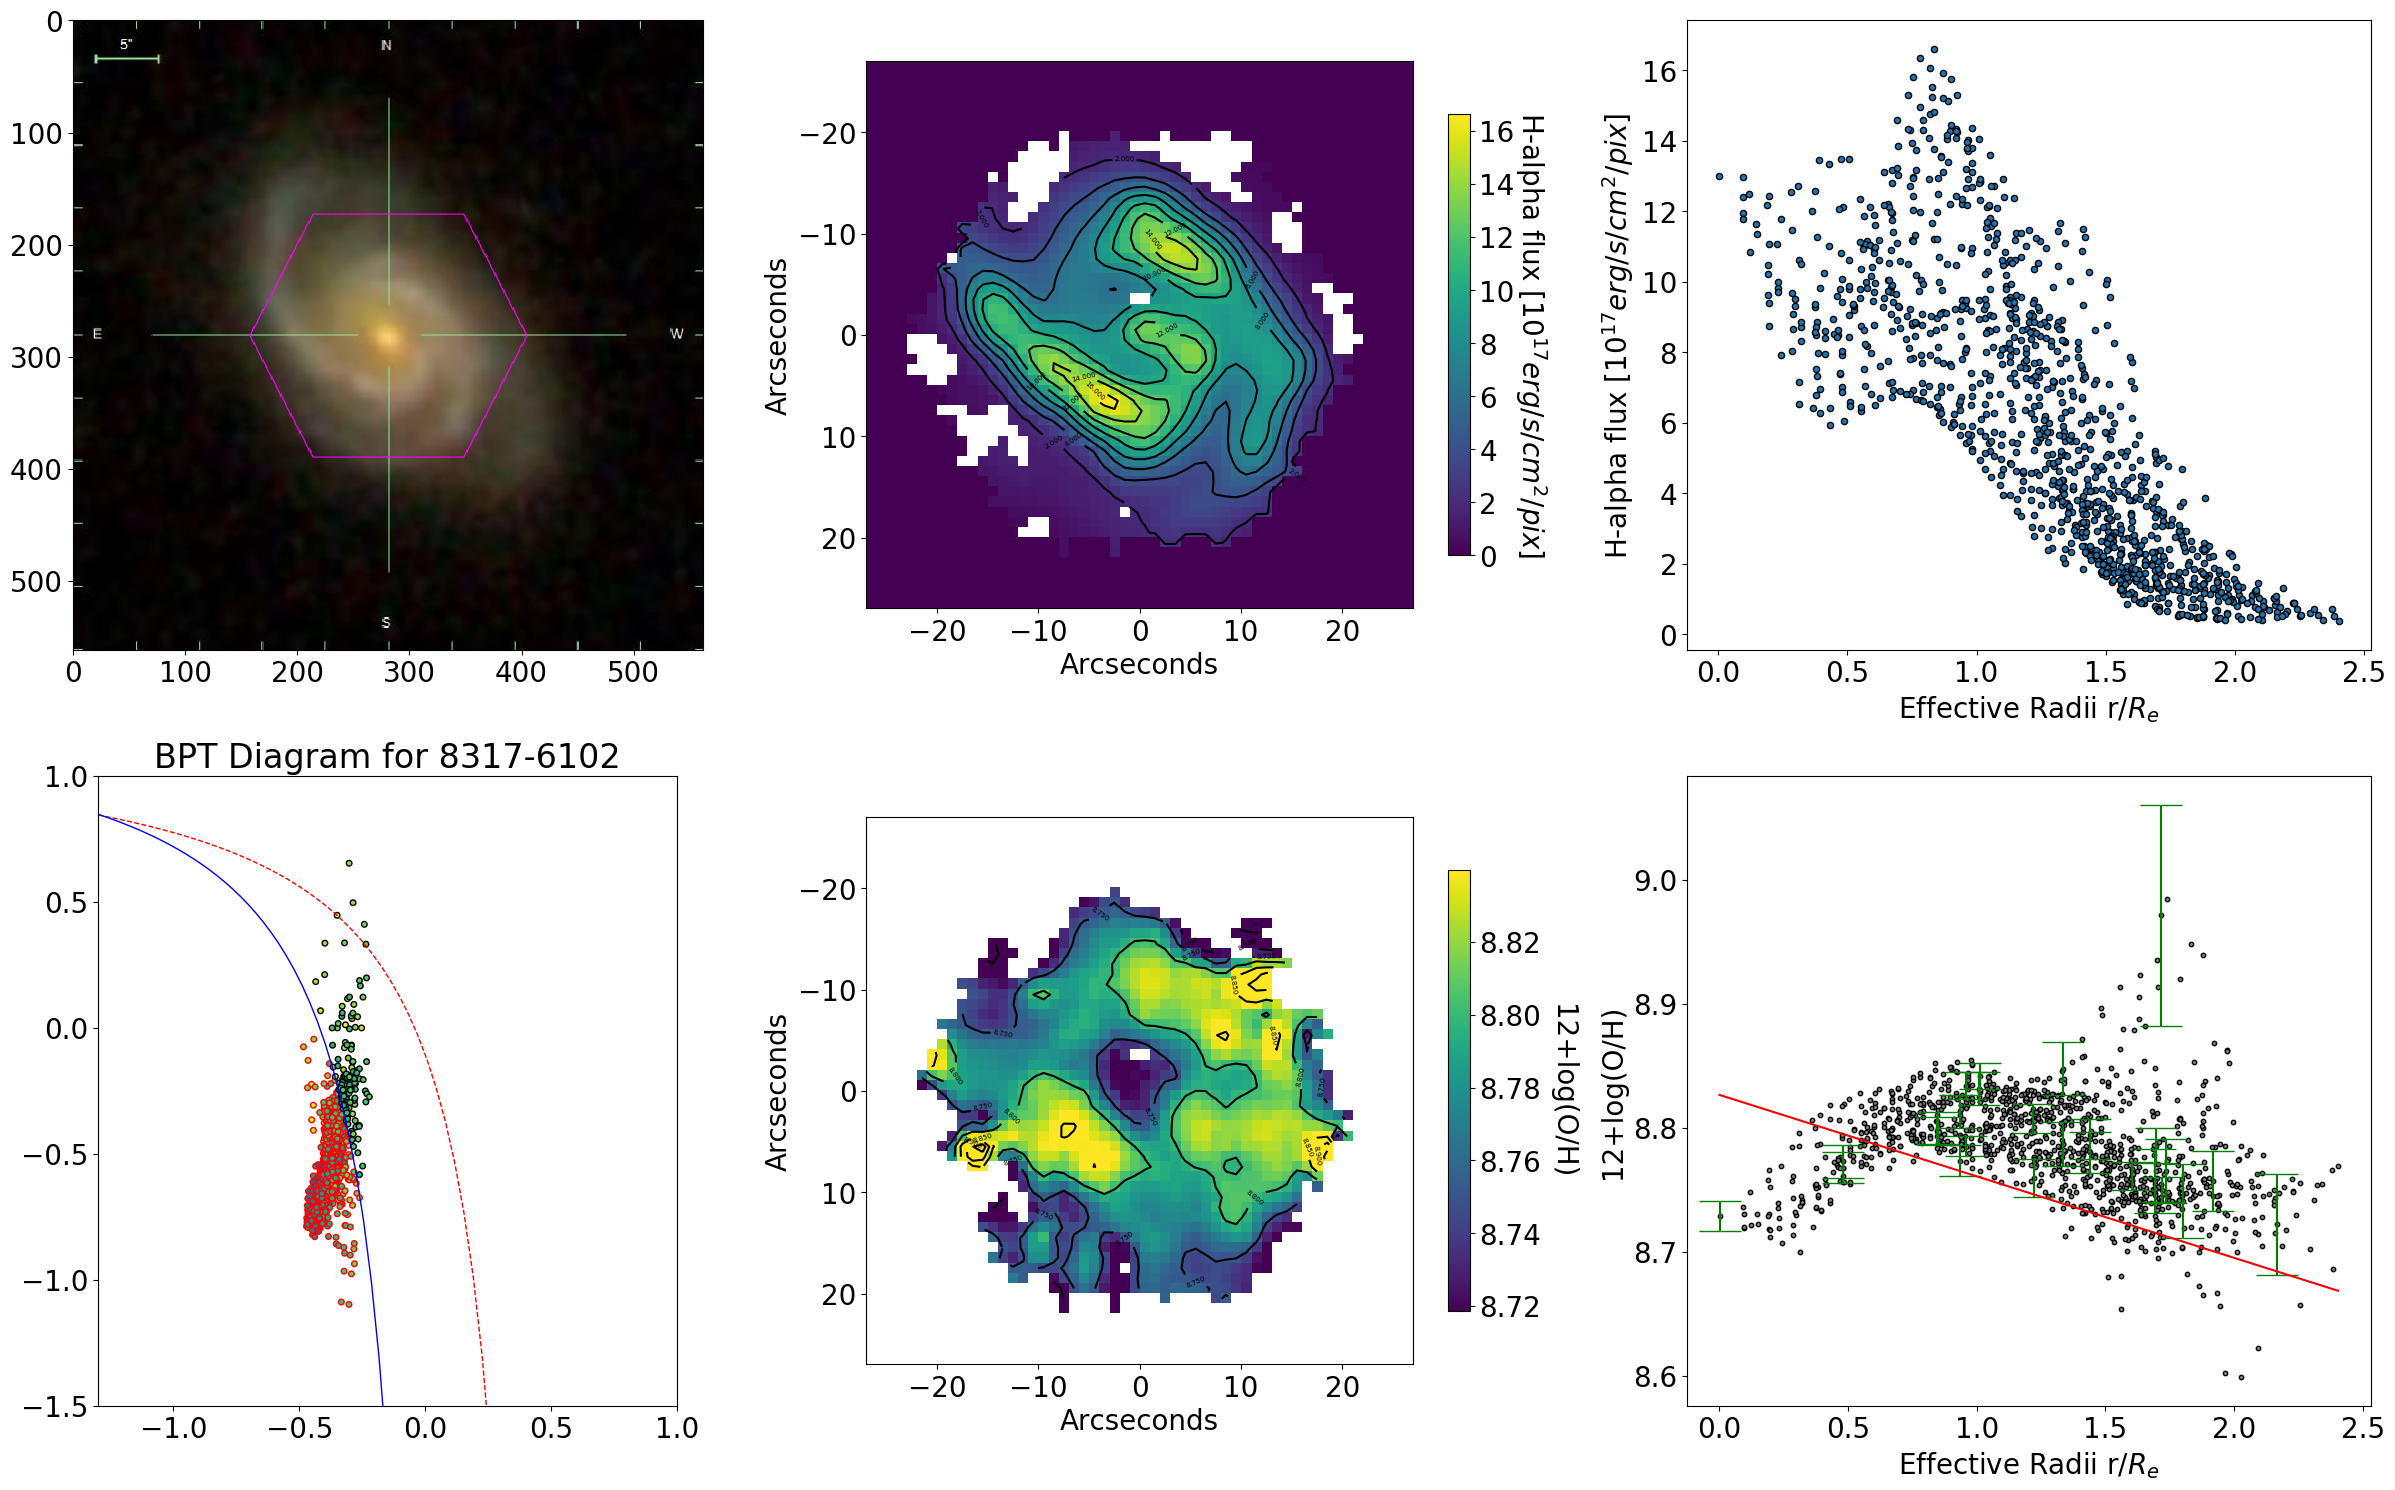 0
100
200
300
400
500
5"
N
E
W
S
0 100 200 300 400 500
−20
−10
0
10
20
Arcseconds
−20 −10 0 10 20
Arcseconds
16
14
12
10
8
6
4
2
0
H-alpha flux [10^17 erg/s/cm^2/pix]
H-alpha flux [10^17 erg/s/cm^2/pix]
16
14
12
10
8
6
4
2
0
0.0 0.5 1.0 1.5 2.0 2.5
Effective Radii r/R_e
BPT Diagram for 8317-6102
1.0
0.5
0.0
−0.5
−1.0
−1.5
−1.0 −0.5 0.0 0.5 1.0
−20
−10
0
10
20
Arcseconds
−20 −10 0 10 20
Arcseconds
8.82
8.80
8.78
8.76
8.74
8.72
12+log(O/H)
12+log(O/H)
9.0
8.9
8.8
8.7
8.6
0.0 0.5 1.0 1.5 2.0 2.5
Effective Radii r/R_e